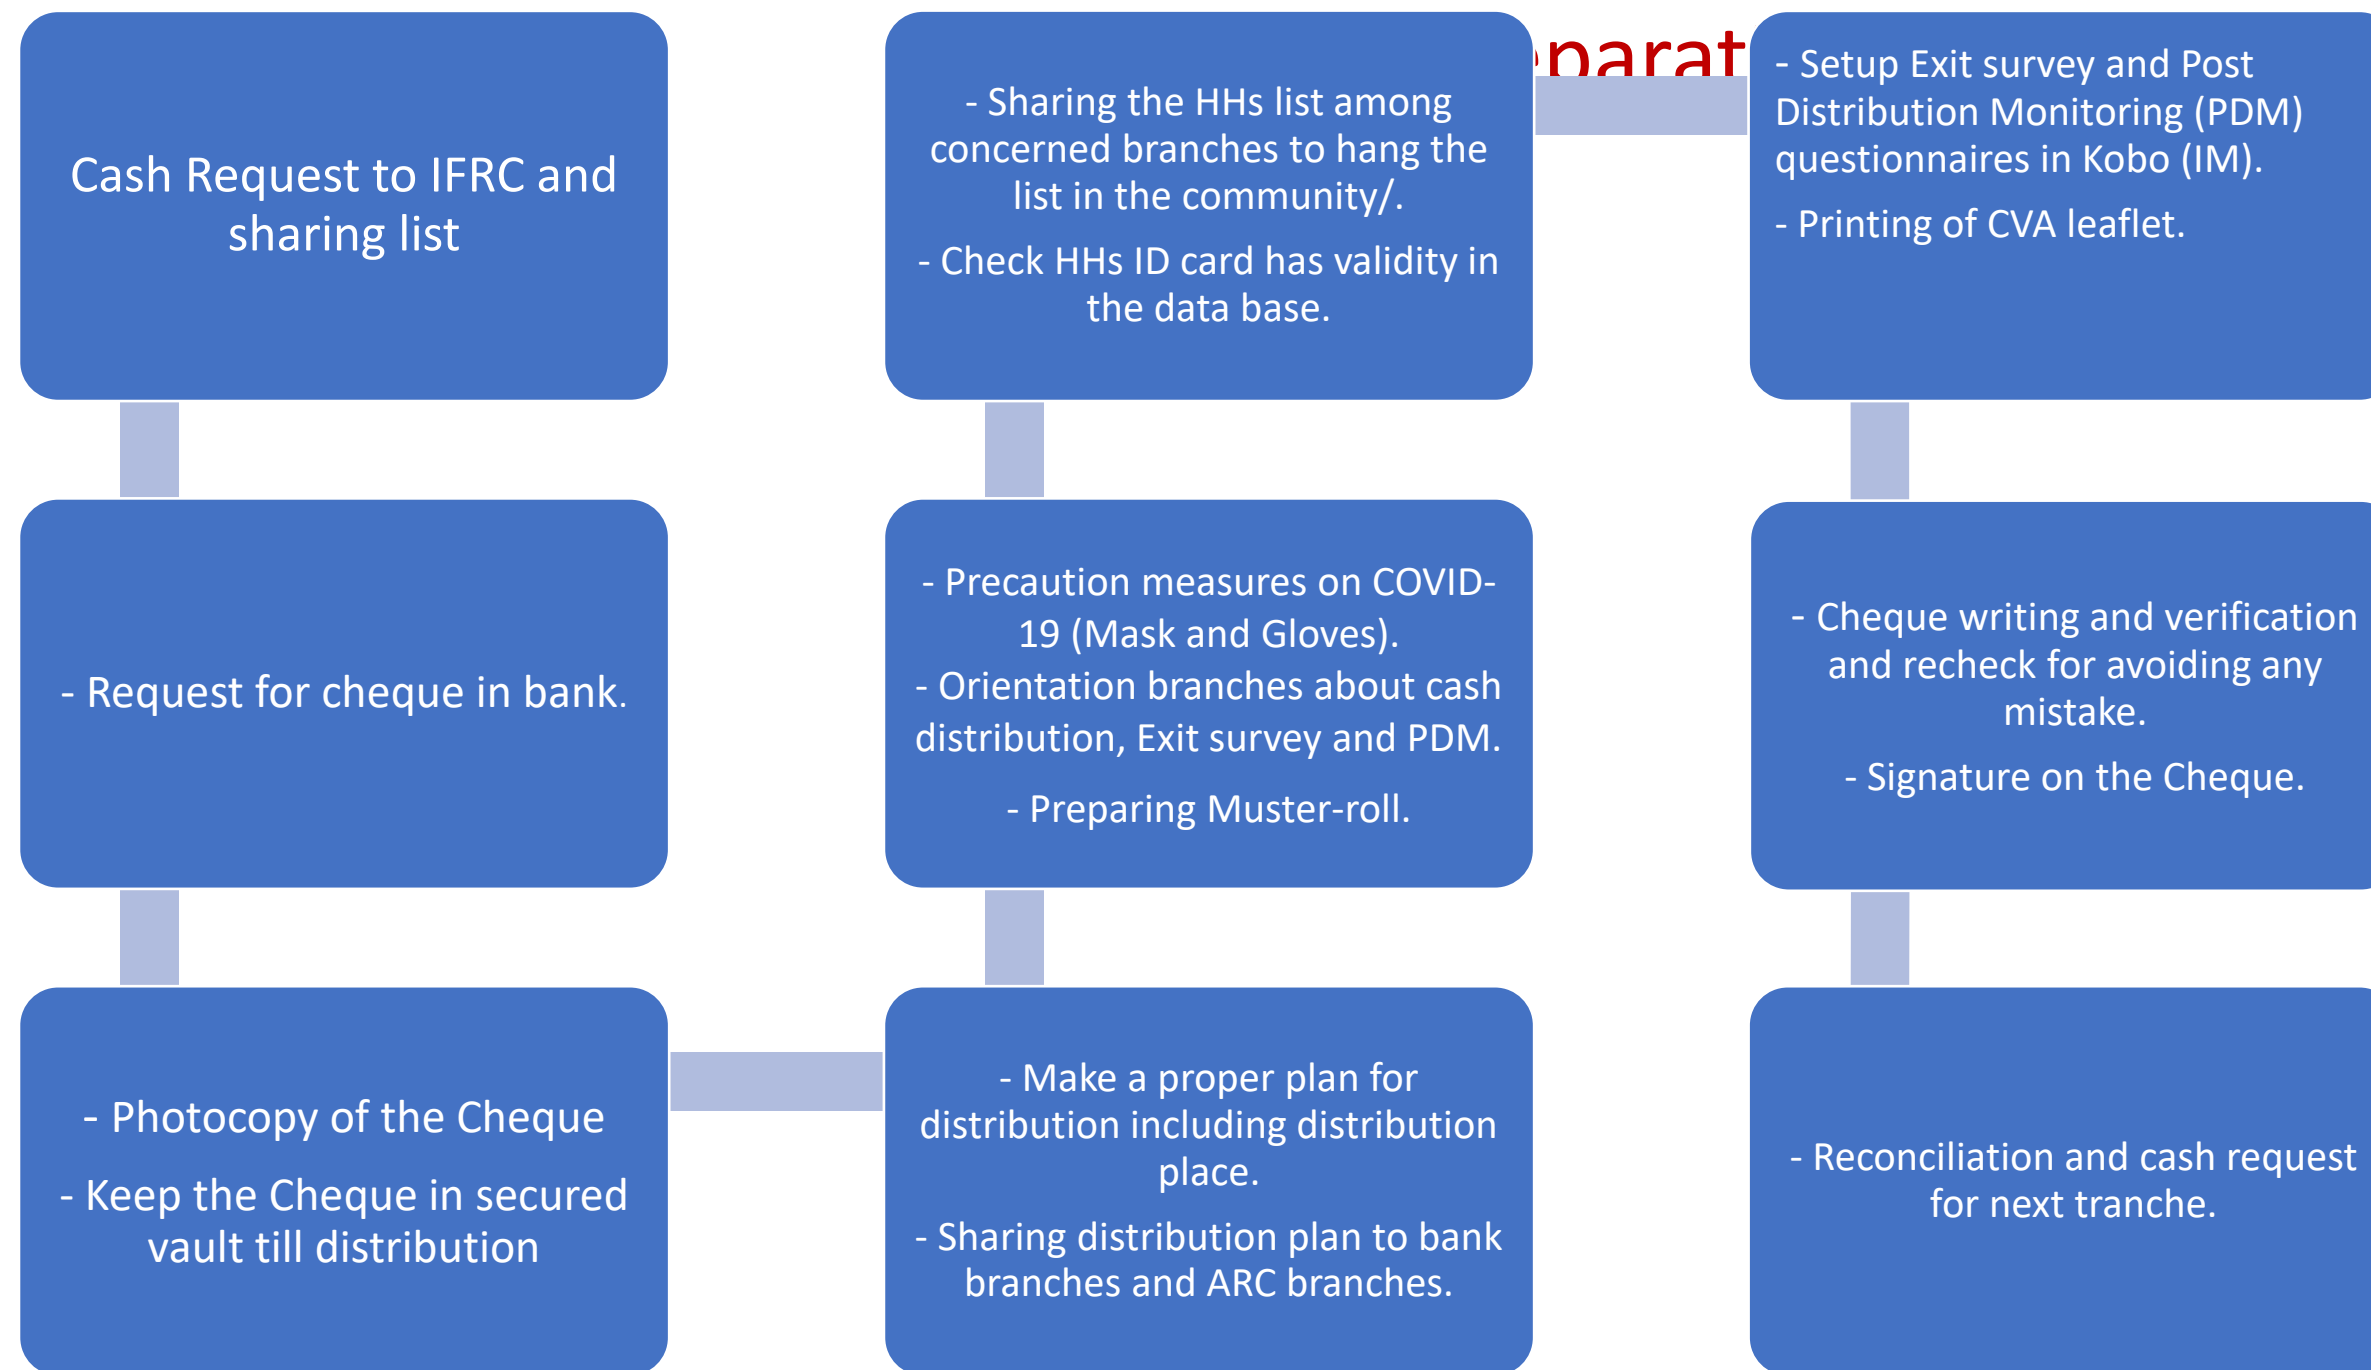 Cash Request to IFRC and
sharing list
- Request for cheque in bank.
- Photocopy of the Cheque
- Keep the Cheque in secured
vault till distribution
- Make a proper plan for
distribution including distribution
place.
- Sharing distribution plan to bank
branches and ARC branches.
- Precaution measures on COVID-
19 (Mask and Gloves).
- Orientation branches about cash
distribution, Exit survey and PDM.
- Preparing Muster-roll.
- Sharing the HHs list among
concerned branches to hang the
list in the community/.
- Check HHs ID card has validity in
the data base.
- Setup Exit survey and Post
Distribution Monitoring (PDM)
questionnaires in Kobo (IM).
- Printing of CVA leaflet.
- Cheque writing and verification
and recheck for avoiding any
mistake.
- Signature on the Cheque.
- Reconciliation and cash request
for next tranche.